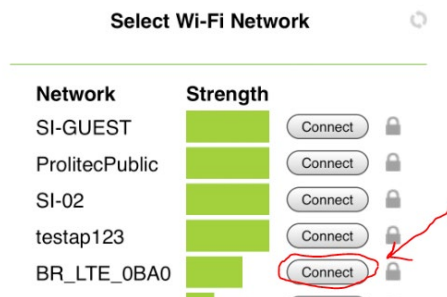 Select Wi-Fi Network
Network Strength
SI-GUEST Connect
ProlitecPublic Connect
SI-02 Connect
testap123 Connect
BR_LTE_0BA0 Connect